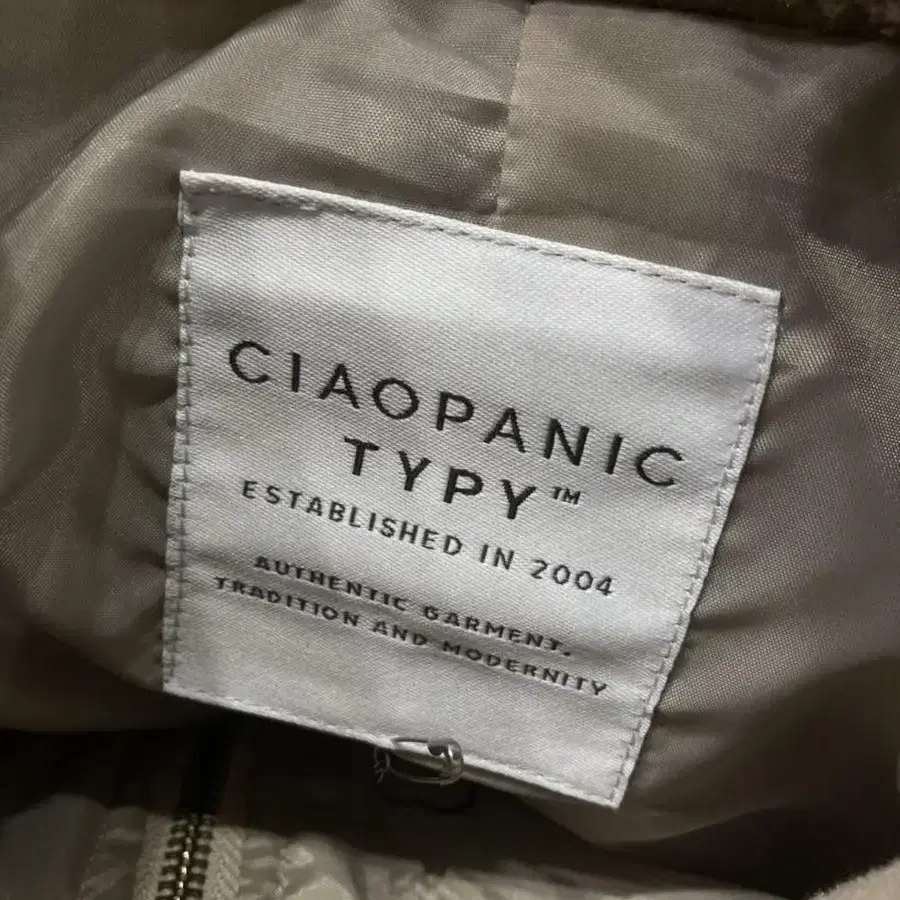 CIAOPANIC
TYPY™
ESTABLISHED IN 2004
AUTHENTIC GARMENT.
TRADITION AND MODERNITY